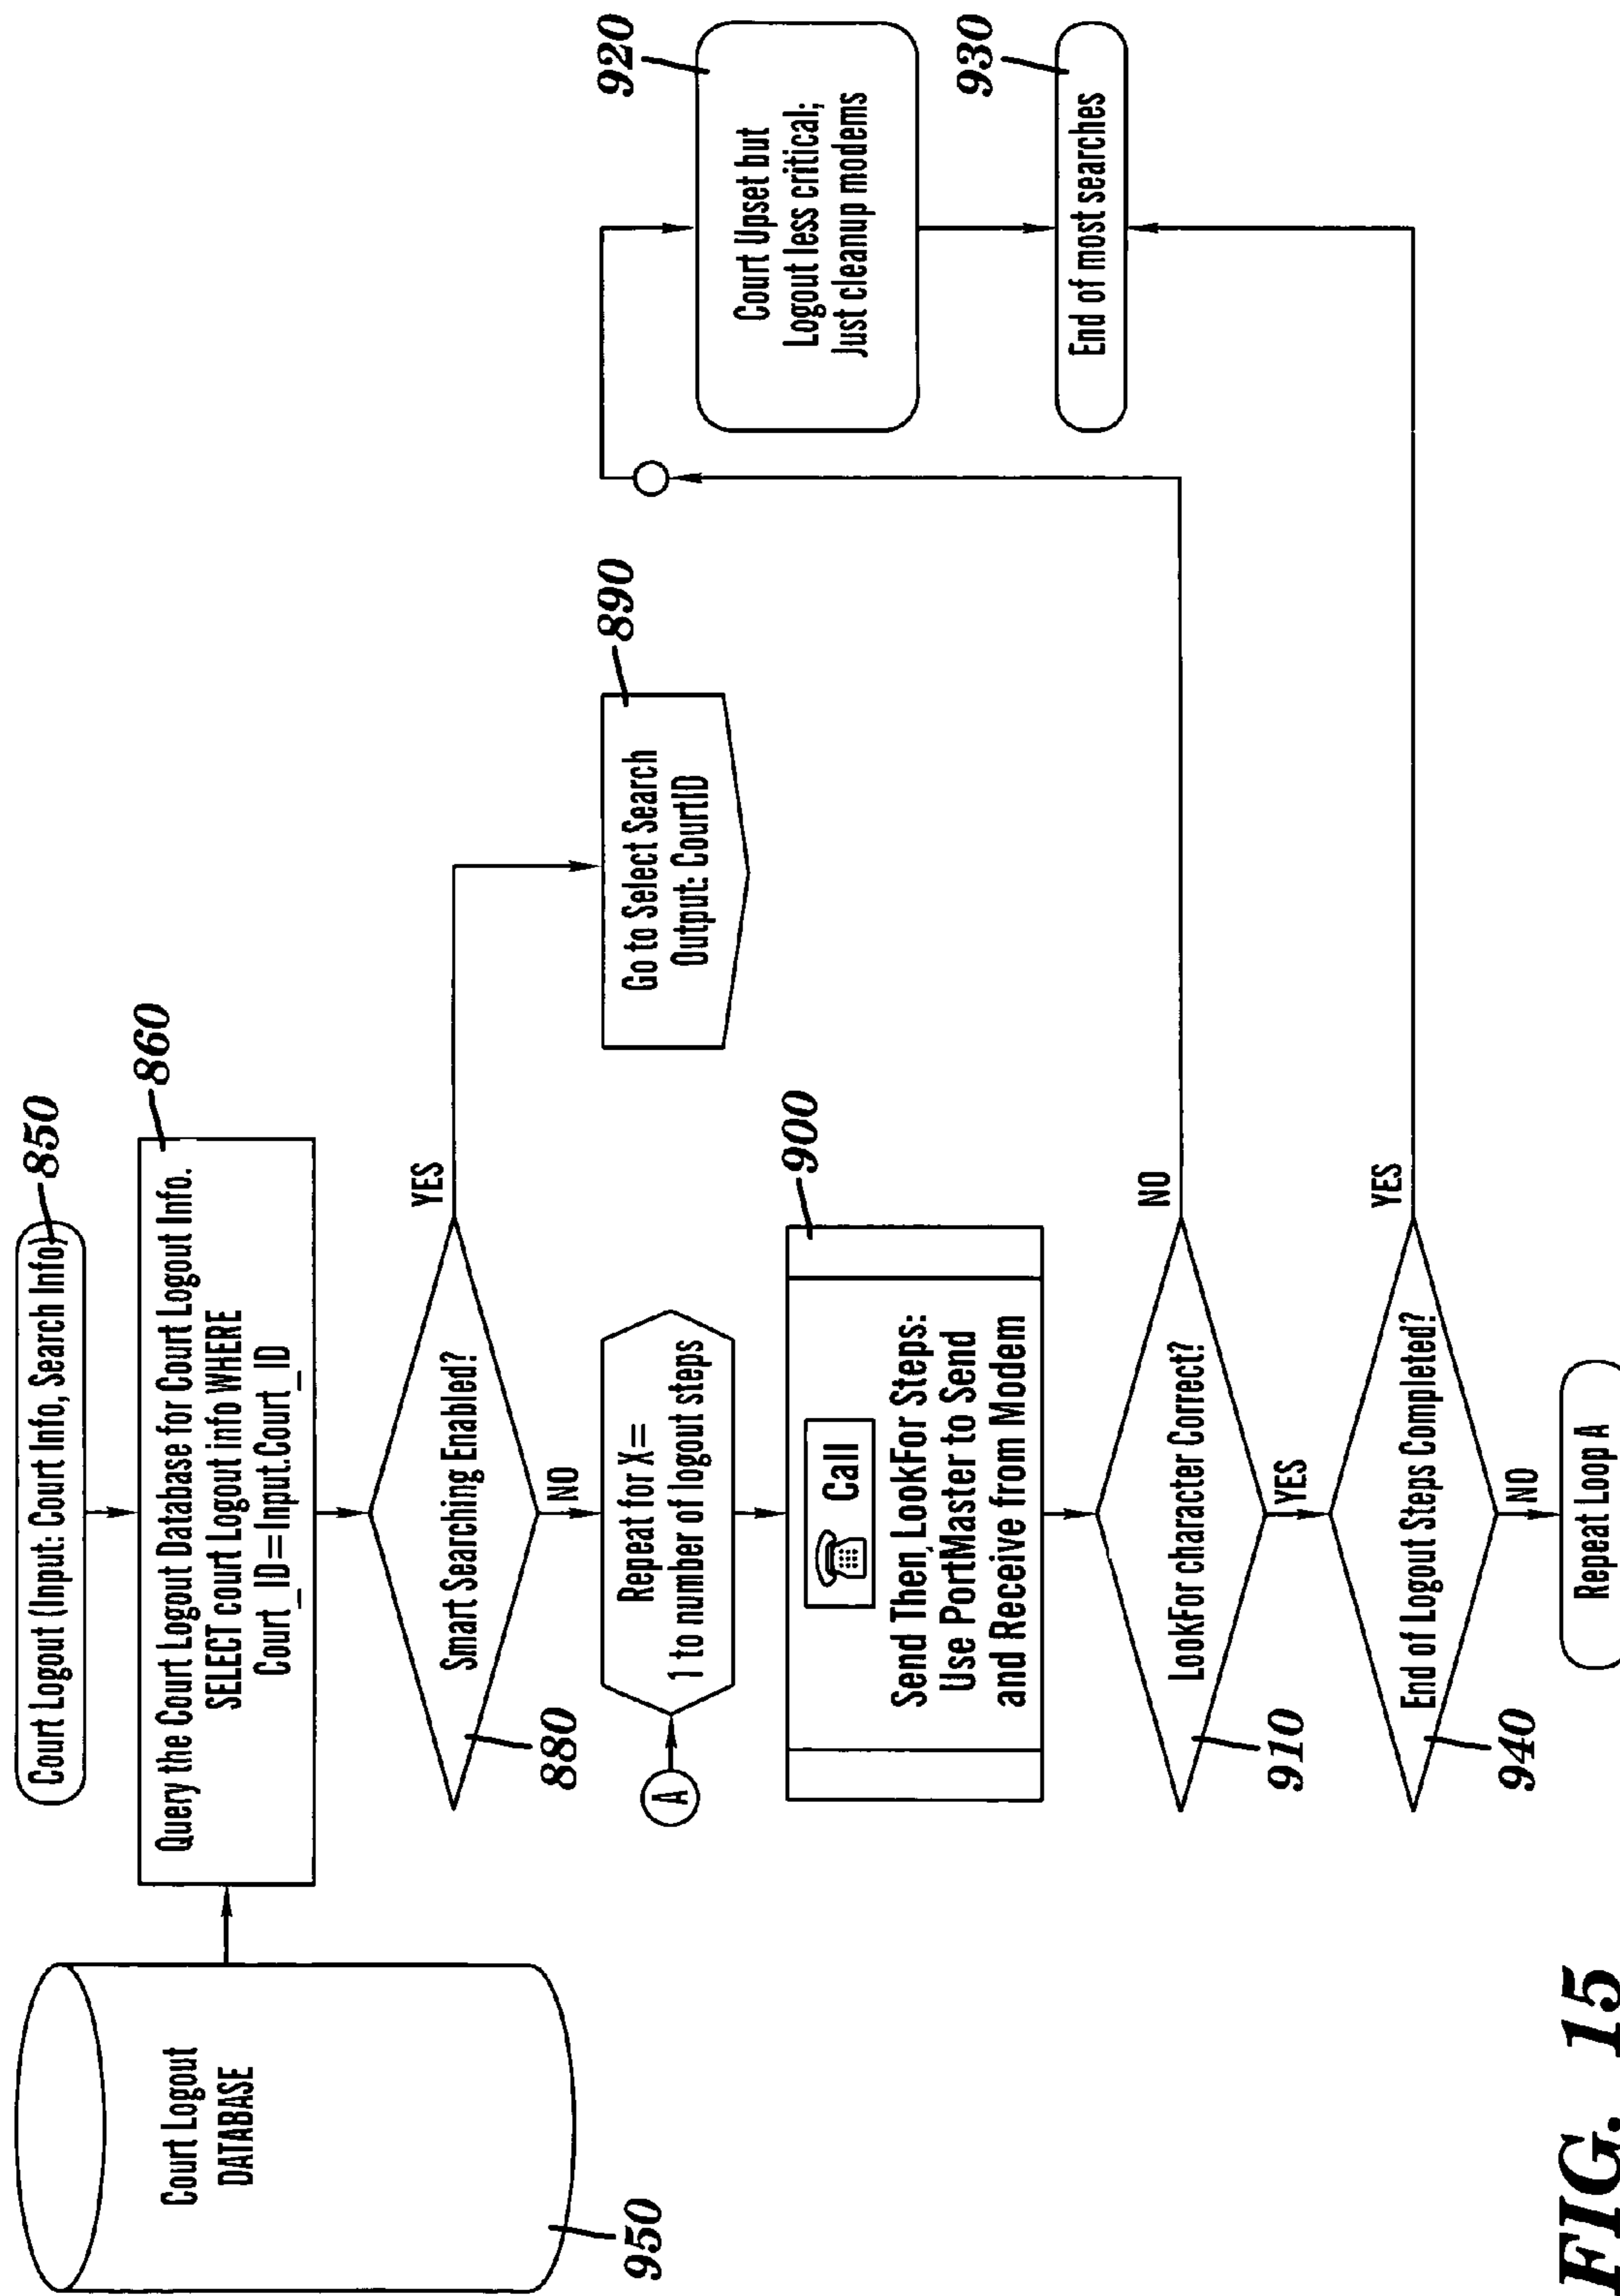 Court Logout (Input: Court Info, Search Info)
850
860
Query the Court Logout Database for Court Logout Info.
SELECT court Logout info WHERE
Court_ID=Input.Court_ID
Court Logout
DATABASE
950
Smart Searching Enabled?
880
YES
NO
Go to Select Search
Output: CourtID
890
A
Repeat for X=
1 to number of logout steps
900
Call
Send Then LookFor Steps:
Use PortMaster to Send
and Receive from Modem
LookFor character Correct?
910
NO
YES
920
Court Upset but
Logout less critical;
Just cleanup modems
930
End of most searches
End of Logout Steps Completed?
940
YES
NO
Repeat Loop A
FIG. 15